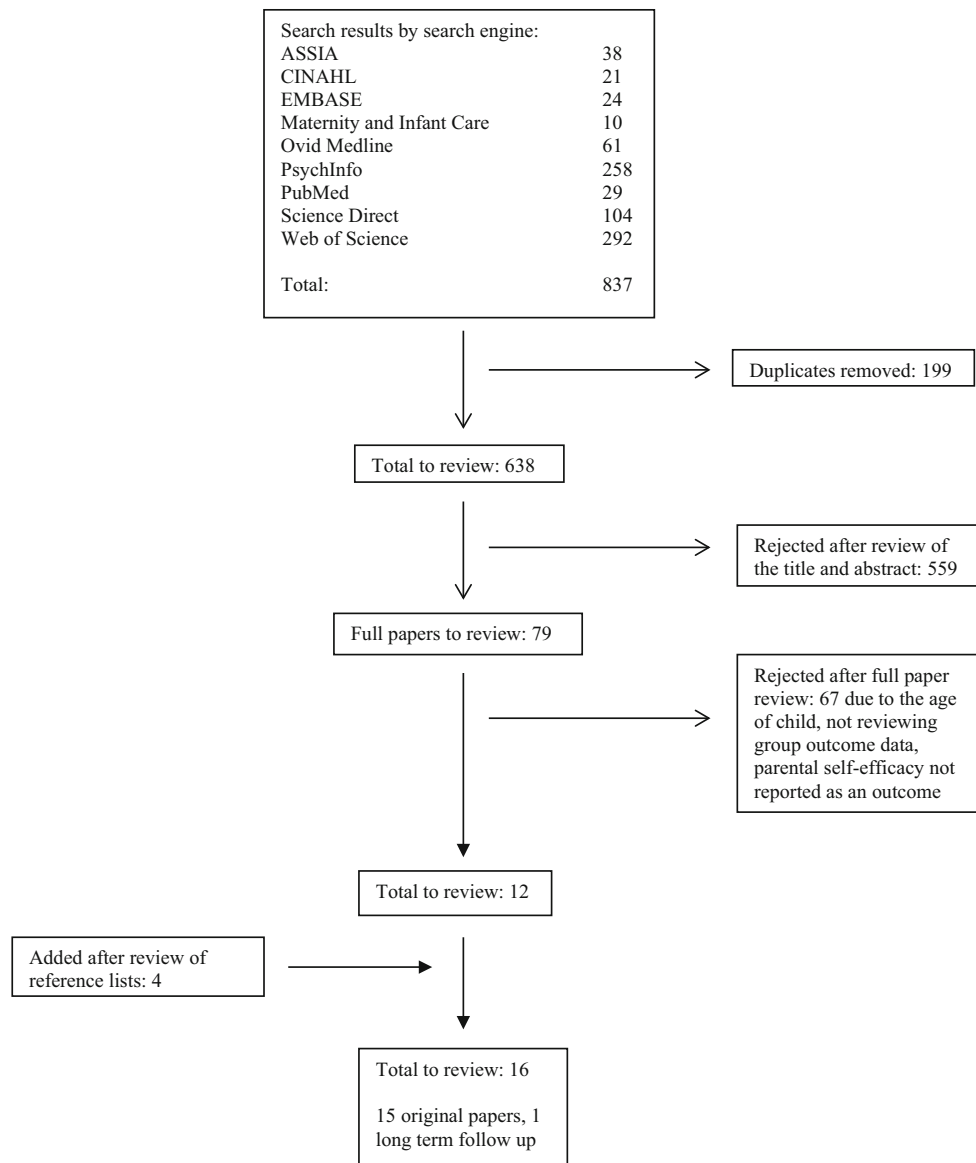 Search results by search engine:
ASSIA 38
CINAHL 21
EMBASE 24
Maternity and Infant Care 10
Ovid Medline 61
PsychInfo 258
PubMed 29
Science Direct 104
Web of Science 292
Total: 837
Duplicates removed: 199
Total to review: 638
Rejected after review of
the title and abstract: 559
Full papers to review: 79
Rejected after full paper
review: 67 due to the age
of child, not reviewing
group outcome data,
parental self-efficacy not
reported as an outcome
Total to review: 12
Added after review of
reference lists: 4
Total to review: 16
15 original papers, 1
long term follow up